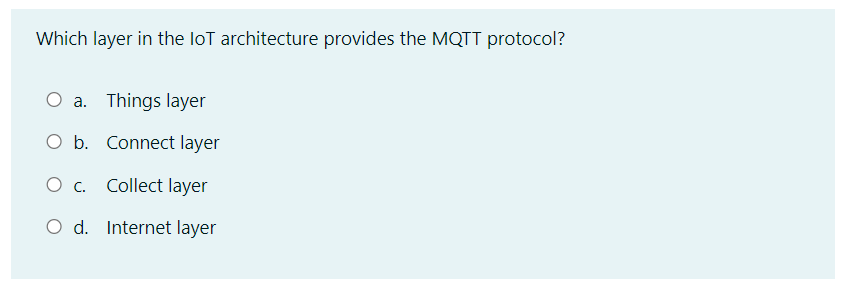 Which layer in the IoT architecture provides the MQTT protocol?
a. Things layer
b. Connect layer
c. Collect layer
d. Internet layer